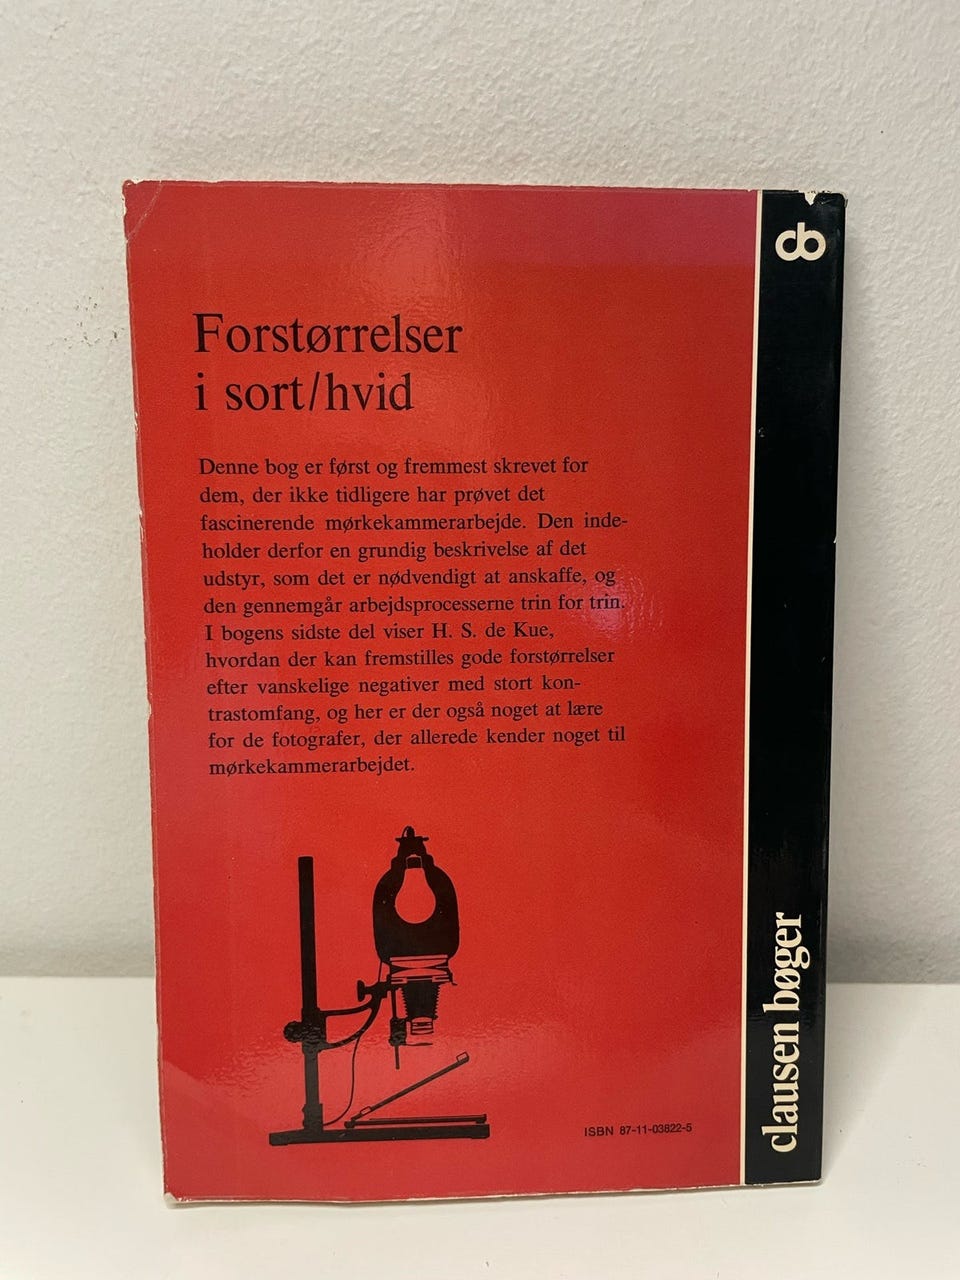 Forstørrelser
i sort/hvid
Denne bog er først og fremmest skrevet for
dem, der ikke tidligere har prøvet det
fascinerende mørkekammerarbejde. Den inde-
holder derfor en grundig beskrivelse af det
udstyr, som det er nødvendigt at anskaffe, og
den gennemgår arbejdsprocesserne trin for trin.
I bogens sidste del viser H. S. de Kue,
hvordan der kan fremstilles gode forstørrelser
efter vanskelige negativer med stort kon-
trastomfang, og her er der også noget at lære
for de fotografer, der allerede kender noget til
mørkekammerarbejdet.
ISBN 87-11-03822-5
cb
clausen bøger